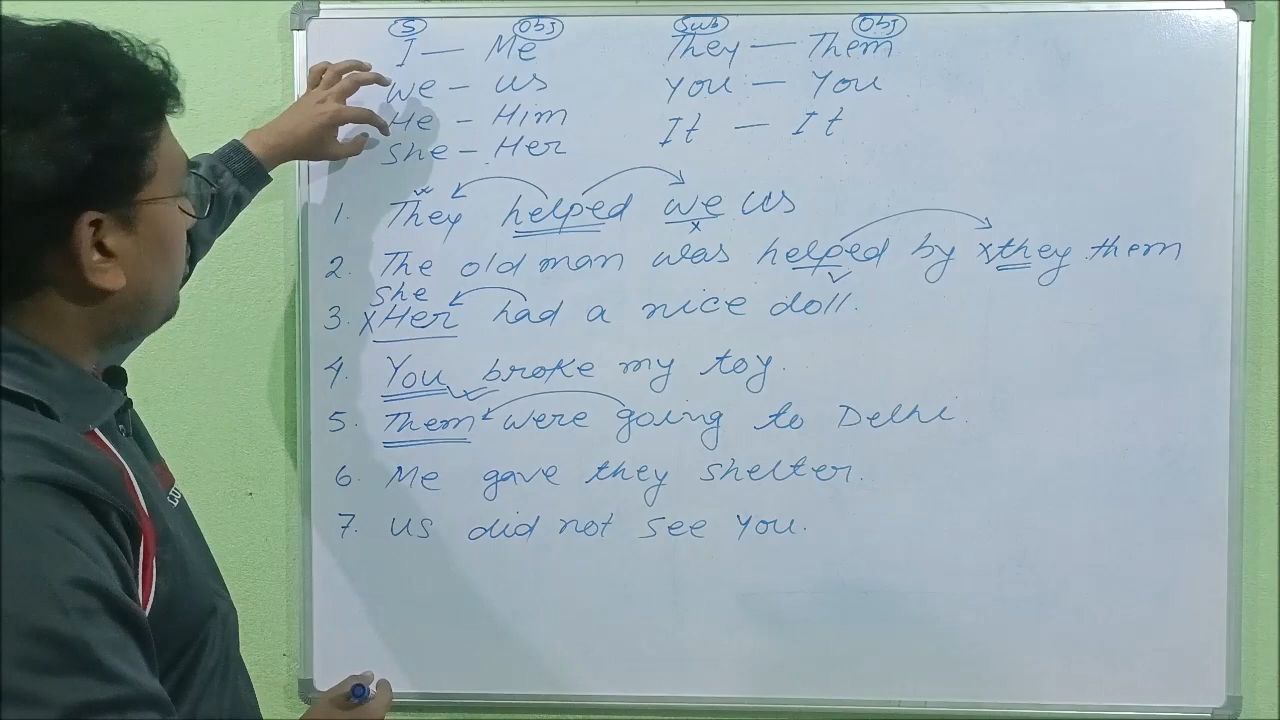 S Obj Sub Obj
I — Me They — Them
We — us You — You
He — Him It — It
She — Her
1. They helped we us
2. The old man was helped by they them
she
3. Her had a nice doll.
4. You broke my toy.
5. Them were going to Delhi.
6. Me gave they shelter.
7. us did not see you.